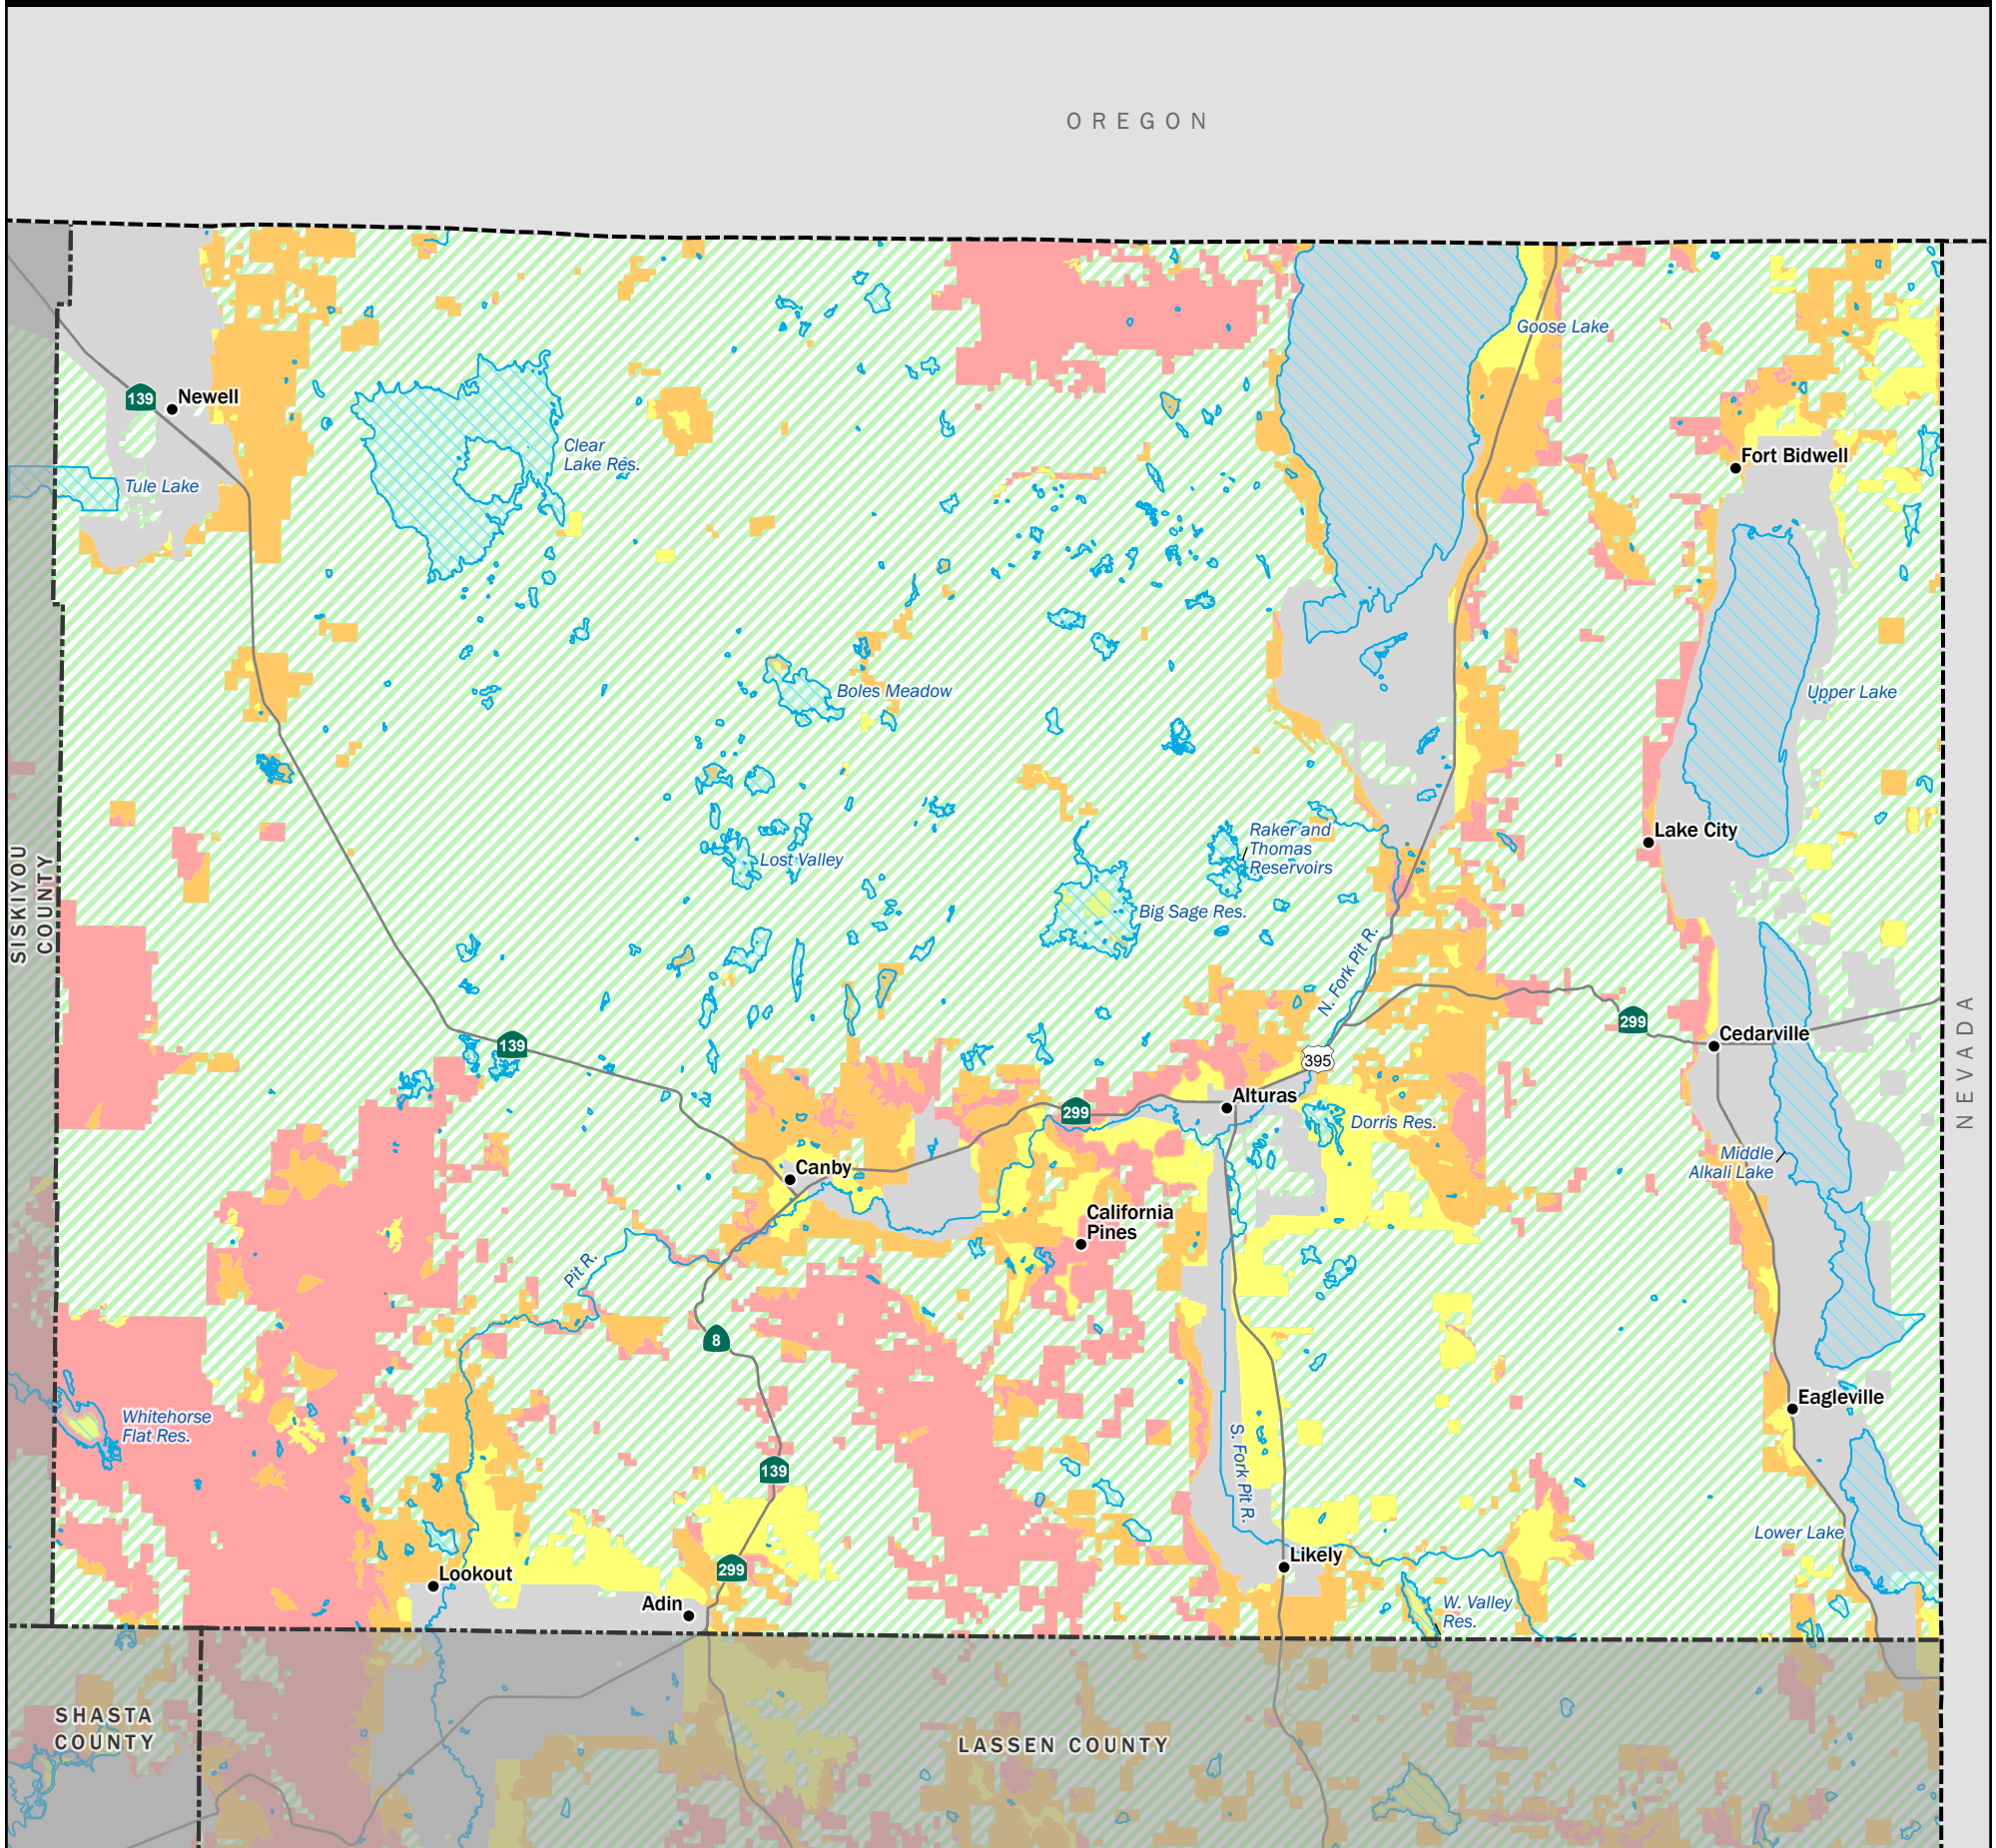 OREGON
Goose Lake
139
Newell
Clear
Lake Res.
Fort Bidwell
Tule Lake
Boles Meadow
Upper Lake
Raker and
Thomas
Reservoirs
Lake City
Lost Valley
SISKIYOU
COUNTY
Big Sage Res.
N. Fork Pit R.
299
NEVADA
Cedarville
139
395
Alturas
299
Dorris Res.
Canby
Middle
Alkali Lake
California
Pines
Pit R.
8
Eagleville
Whitehorse
Flat Res.
S. Fork Pit R.
139
Lower Lake
Likely
299
Lookout
Adin
W. Valley
Res.
SHASTA
COUNTY
LASSEN COUNTY